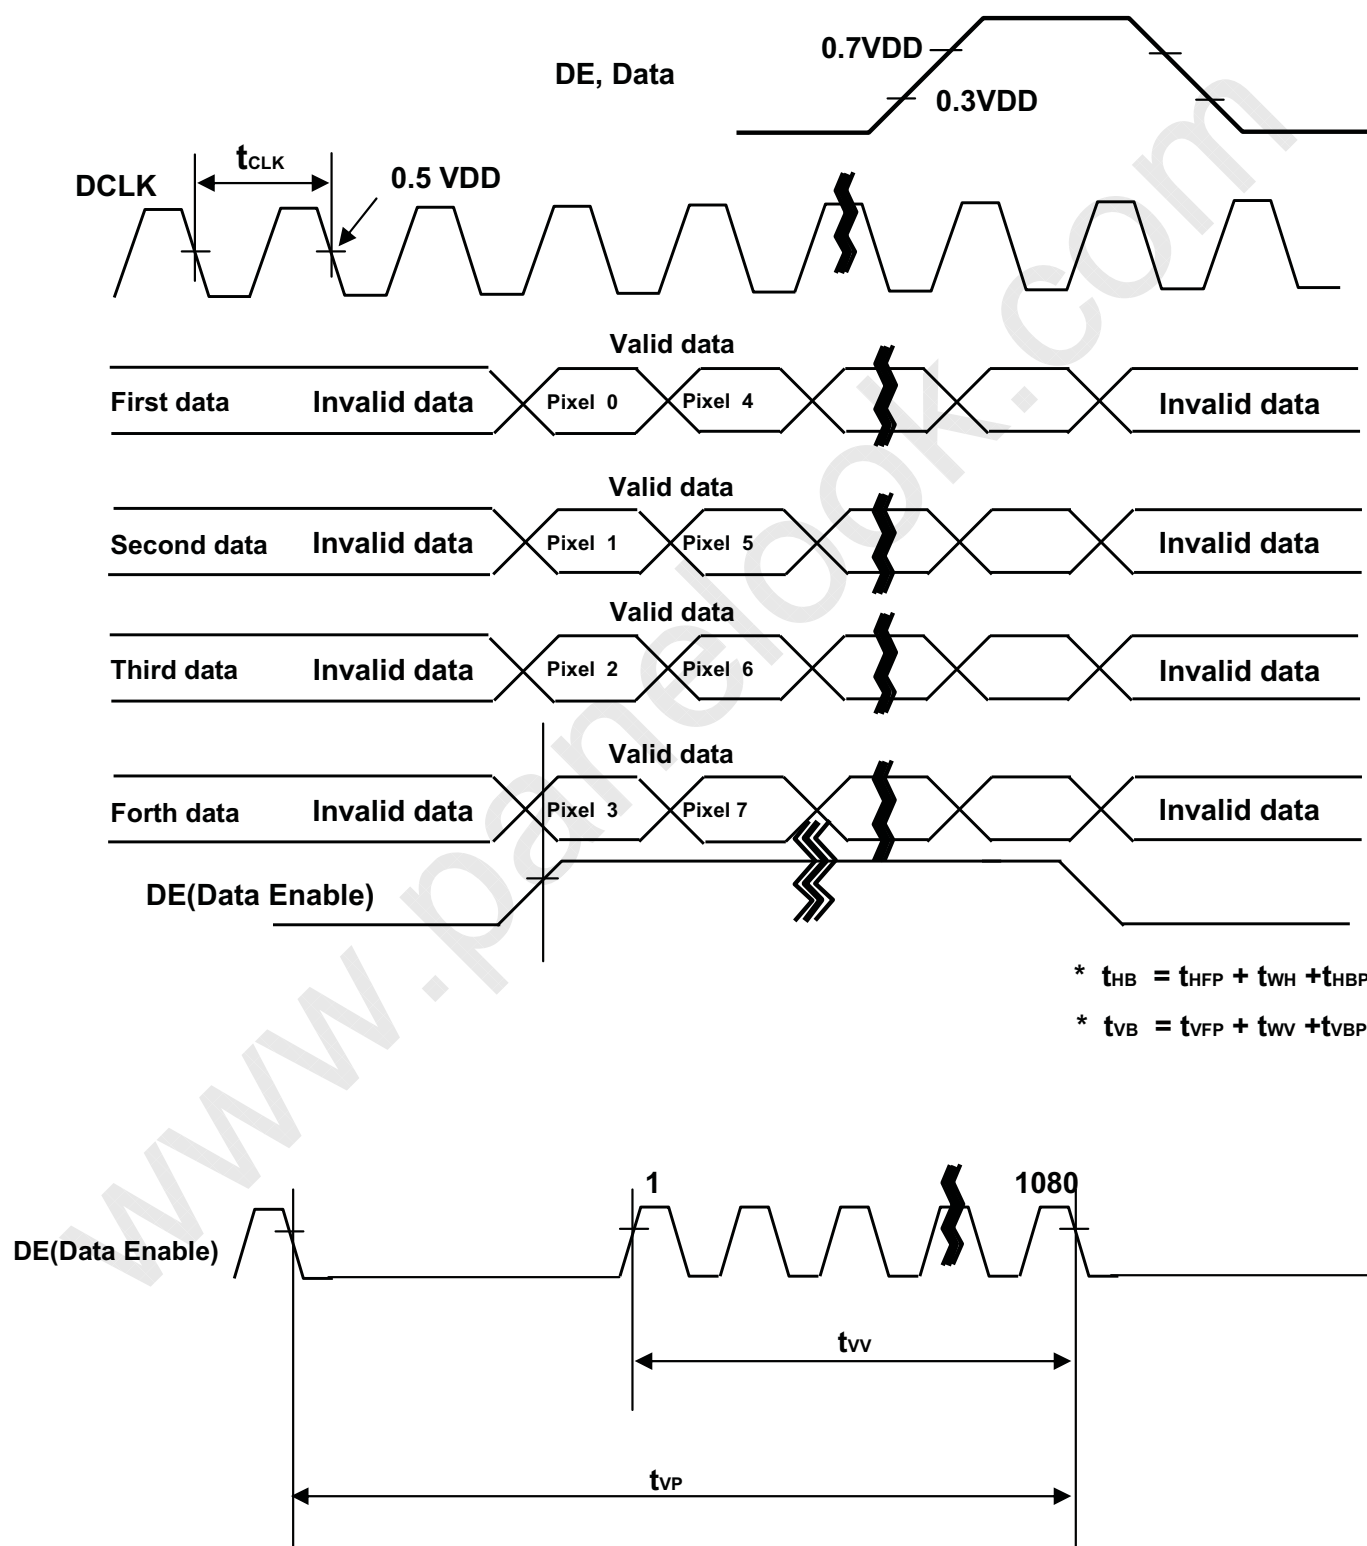 0.7VDD
DE, Data
0.3VDD
tCLK
DCLK
0.5 VDD
Valid data
First data Invalid data Pixel 0 Pixel 4 Invalid data
Valid data
Second data Invalid data Pixel 1 Pixel 5 Invalid data
Valid data
Third data Invalid data Pixel 2 Pixel 6 Invalid data
Valid data
Forth data Invalid data Pixel 3 Pixel 7 Invalid data
DE(Data Enable)
* tHB = tHFP + tWH +tHBP
* tVB = tVFP + tWV +tVBP
1 1080
DE(Data Enable)
tVV
tVP
www.panelook.com